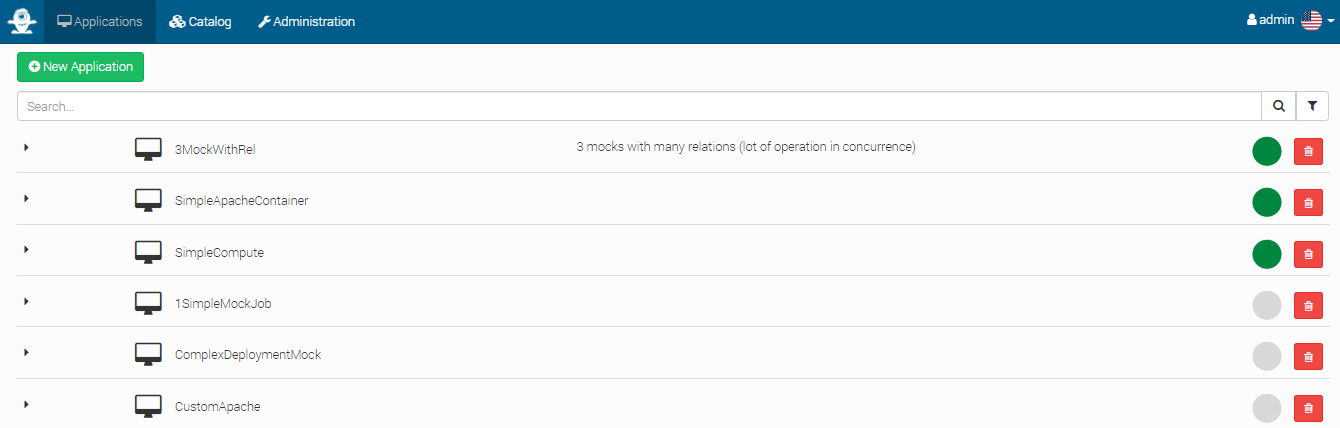 Applications Catalog Administration admin
New Application
Search...
3MockWithRel 3 mocks with many relations (lot of operation in concurrence)
SimpleApacheContainer
SimpleCompute
1SimpleMockJob
ComplexDeploymentMock
CustomApache